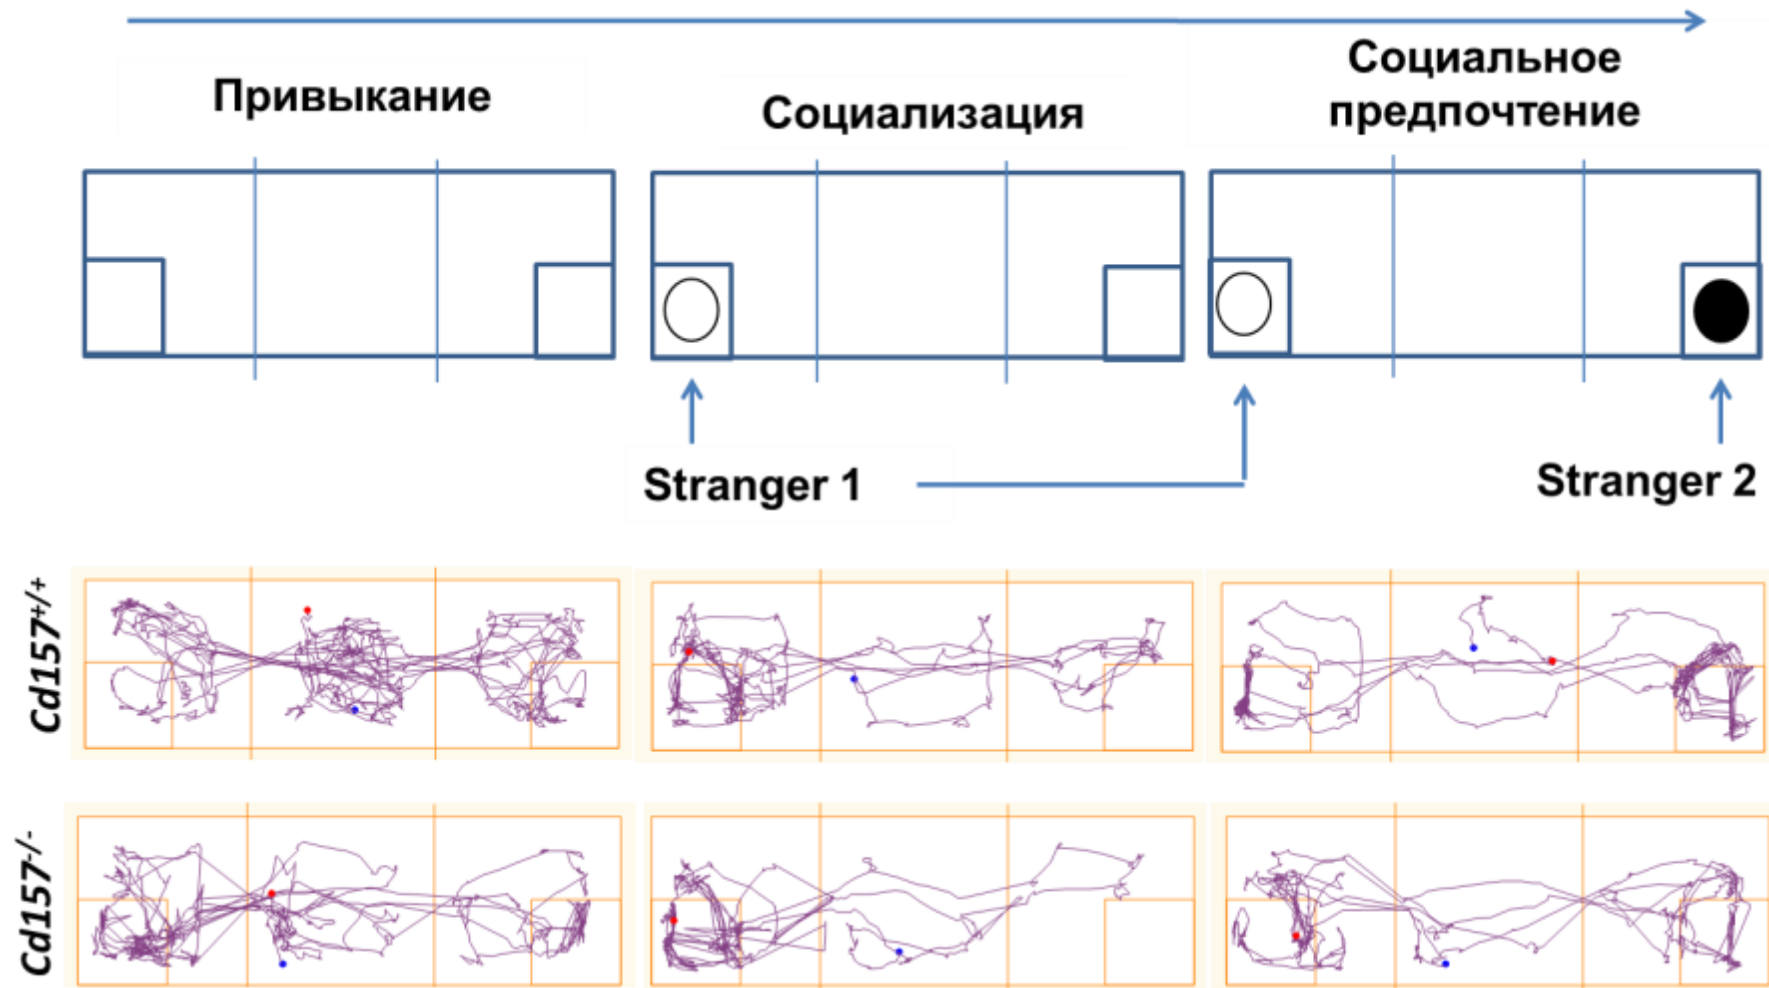 Привыкание
Социализация
Социальное
предпочтение
Stranger 1
Stranger 2
Cd157+/+
Cd157-/-